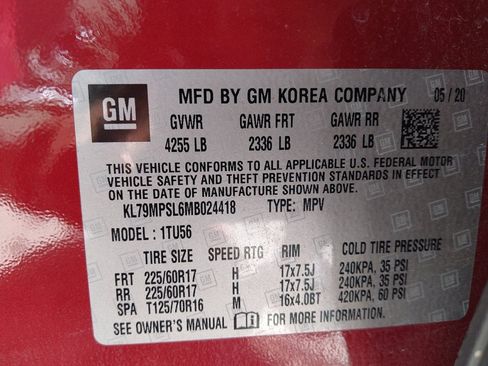 GM
MFD BY GM KOREA COMPANY 05/20
GVWR GAWR FRT GAWR RR
4255 LB 2336 LB 2336 LB
THIS VEHICLE CONFORMS TO ALL APPLICABLE U.S. FEDERAL MOTOR
VEHICLE SAFETY AND THEFT PREVENTION STANDARDS IN EFFECT
ON THE DATE OF MANUFACTURE SHOWN ABOVE.
KL79MPSL6MB024418 TYPE: MPV
MODEL : 1TU56
TIRE SIZE SPEED RTG RIM COLD TIRE PRESSURE
FRT 225/60R17 H 17x7.5J 240KPA, 35 PSI
RR 225/60R17 H 17x7.5J 240KPA, 35 PSI
SPA T125/70R16 M 16x4.0BT 420KPA, 60 PSI
SEE OWNER'S MANUAL FOR MORE INFORMATION.